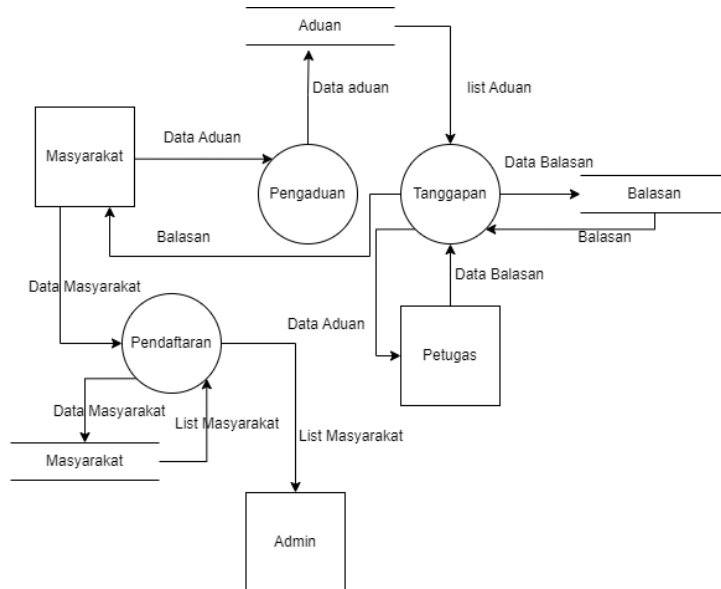 Aduan
Data aduan
list Aduan
Masyarakat
Data Aduan
Pengaduan
Tanggapan
Data Balasan
Balasan
Balasan
Balasan
Data Balasan
Data Masyarakat
Data Aduan
Pendaftaran
Petugas
Data Masyarakat
List Masyarakat
List Masyarakat
Masyarakat
Admin